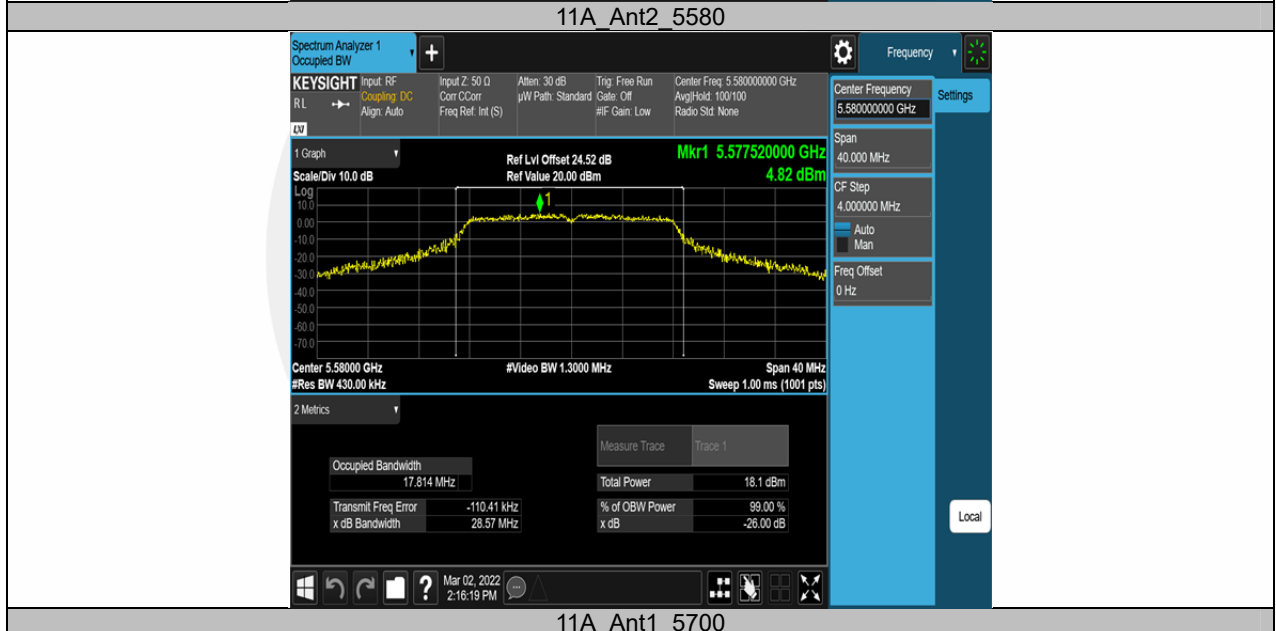 11A_Ant2_5580
Spectrum Analyzer 1
Occupied BW
+
Frequency
KEYSIGHT
RL
LXI
Input: RF
Coupling: DC
Align: Auto
Input Z: 50 Ω
Corr CCorr
Freq Ref: Int (S)
Atten: 30 dB
µW Path: Standard
Trig: Free Run
Gate: Off
#IF Gain: Low
Center Freq: 5.580000000 GHz
Avg|Hold: 100/100
Radio Std: None
Center Frequency
5.580000000 GHz
Settings
Span
40.000 MHz
CF Step
4.000000 MHz
Auto
Man
Freq Offset
0 Hz
1 Graph
Scale/Div 10.0 dB
Ref Lvl Offset 24.52 dB
Ref Value 20.00 dBm
Mkr1 5.577520000 GHz
4.82 dBm
Log
10.0
0.00
-10.0
-20.0
-30.0
-40.0
-50.0
-60.0
-70.0
1
Center 5.58000 GHz
#Video BW 1.3000 MHz
Span 40 MHz
#Res BW 430.00 kHz
Sweep 1.00 ms (1001 pts)
2 Metrics
Measure Trace Trace 1
Occupied Bandwidth
17.814 MHz
Total Power 18.1 dBm
Transmit Freq Error -110.41 kHz
% of OBW Power 99.00 %
x dB Bandwidth 28.57 MHz
x dB -26.00 dB
Local
?
Mar 02, 2022
2:16:19 PM
11A_Ant1_5700